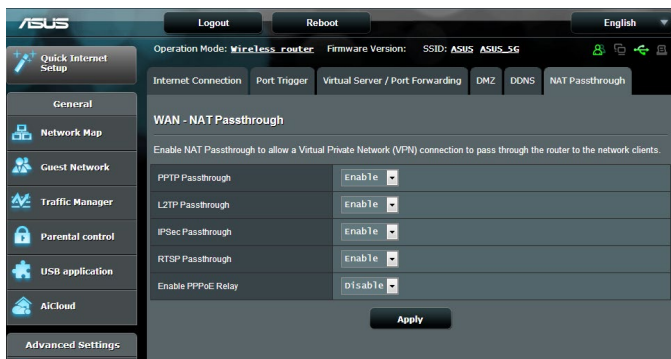 ASUS
Logout
Reboot
English
Quick Internet Setup
Operation Mode: Wireless router Firmware Version: SSID: ASUS ASUS_5G
Internet Connection
Port Trigger
Virtual Server / Port Forwarding
DMZ
DDNS
NAT Passthrough
General
Network Map
Guest Network
Traffic Manager
Parental control
USB application
AiCloud
Advanced Settings
WAN - NAT Passthrough
Enable NAT Passthrough to allow a Virtual Private Network (VPN) connection to pass through the router to the network clients.
PPTP Passthrough Enable
L2TP Passthrough Enable
IPSec Passthrough Enable
RTSP Passthrough Enable
Enable PPPoE Relay Disable
Apply